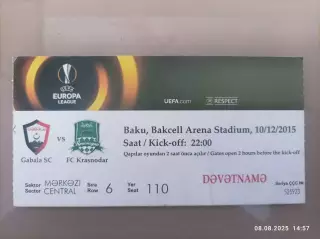 UEFA
EUROPA
LEAGUE
UEFA.com
RESPECT
Baku, Bakcell Arena Stadium, 10/12/2015
vs
Saat / Kick-off: 22:00
Gabala SC
FC Krasnodar
Qapılar oyundan 2 saat öncə açılır / Gates open 2 hours before the kick-off
Sektor
Sector
MƏRKƏZİ
CENTRAL
Sıra
Row
6
Yer
Seat
110
DƏVƏTNAMƏ
08.08.2025 14:57